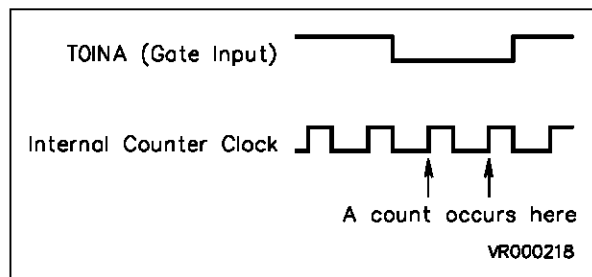 TOINA (Gate Input)
Internal Counter Clock
A count occurs here
VR000218